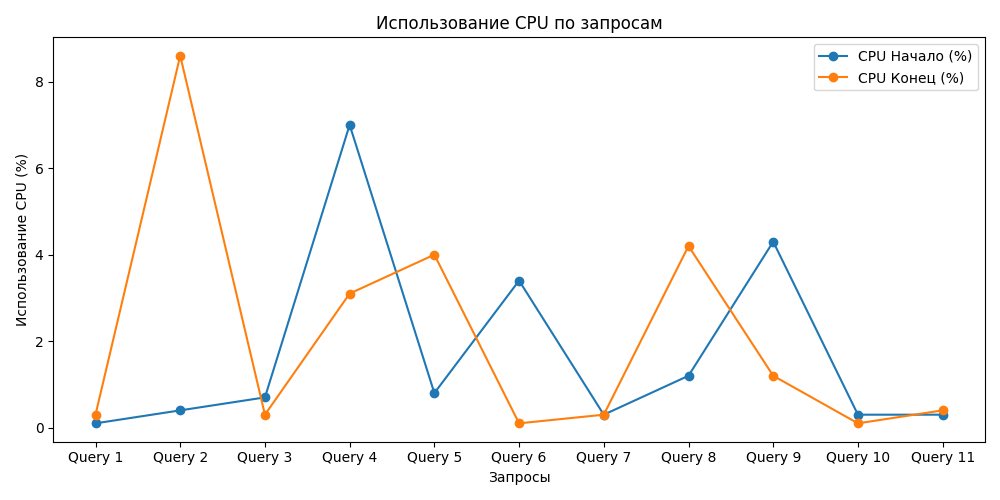 Использование CPU по запросам
CPU Начало (%)
CPU Конец (%)
Использование CPU (%)
8
6
4
2
0
Query 1 Query 2 Query 3 Query 4 Query 5 Query 6 Query 7 Query 8 Query 9 Query 10 Query 11
Запросы